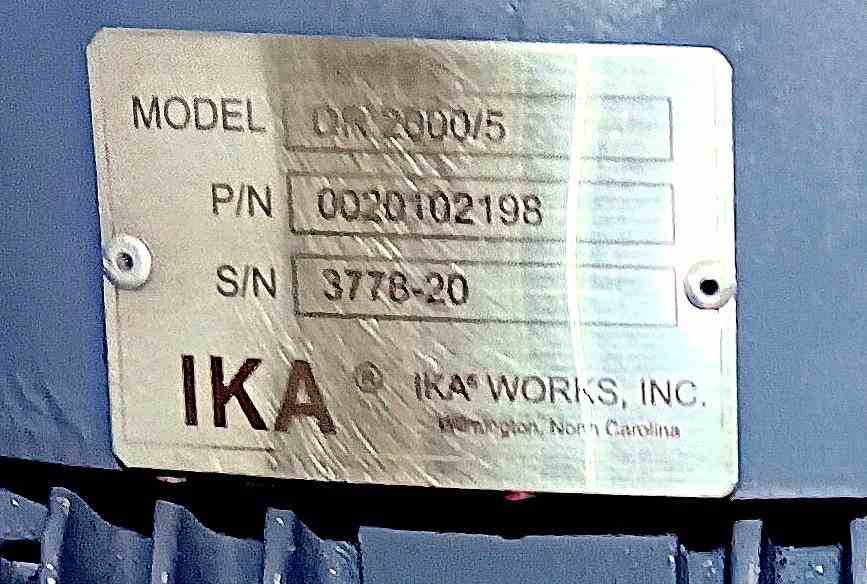 MODEL DR 2000/5
P/N 0020102198
S/N 3778-20
IKA ® IKA® WORKS, INC.
Wilmington, North Carolina